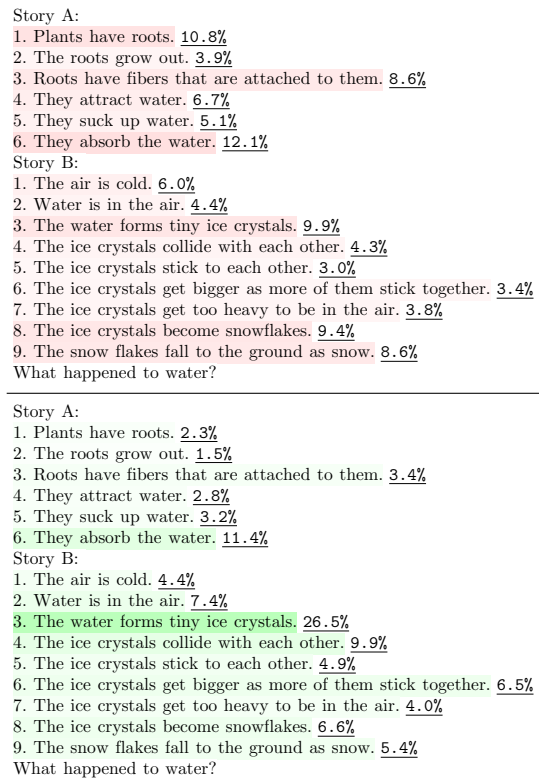 Story A:
1. Plants have roots. 10.8%
2. The roots grow out. 3.9%
3. Roots have fibers that are attached to them. 8.6%
4. They attract water. 6.7%
5. They suck up water. 5.1%
6. They absorb the water. 12.1%
Story B:
1. The air is cold. 6.0%
2. Water is in the air. 4.4%
3. The water forms tiny ice crystals. 9.9%
4. The ice crystals collide with each other. 4.3%
5. The ice crystals stick to each other. 3.0%
6. The ice crystals get bigger as more of them stick together. 3.4%
7. The ice crystals get too heavy to be in the air. 3.8%
8. The ice crystals become snowflakes. 9.4%
9. The snow flakes fall to the ground as snow. 8.6%
What happened to water?
Story A:
1. Plants have roots. 2.3%
2. The roots grow out. 1.5%
3. Roots have fibers that are attached to them. 3.4%
4. They attract water. 2.8%
5. They suck up water. 3.2%
6. They absorb the water. 11.4%
Story B:
1. The air is cold. 4.4%
2. Water is in the air. 7.4%
3. The water forms tiny ice crystals. 26.5%
4. The ice crystals collide with each other. 9.9%
5. The ice crystals stick to each other. 4.9%
6. The ice crystals get bigger as more of them stick together. 6.5%
7. The ice crystals get too heavy to be in the air. 4.0%
8. The ice crystals become snowflakes. 6.6%
9. The snow flakes fall to the ground as snow. 5.4%
What happened to water?